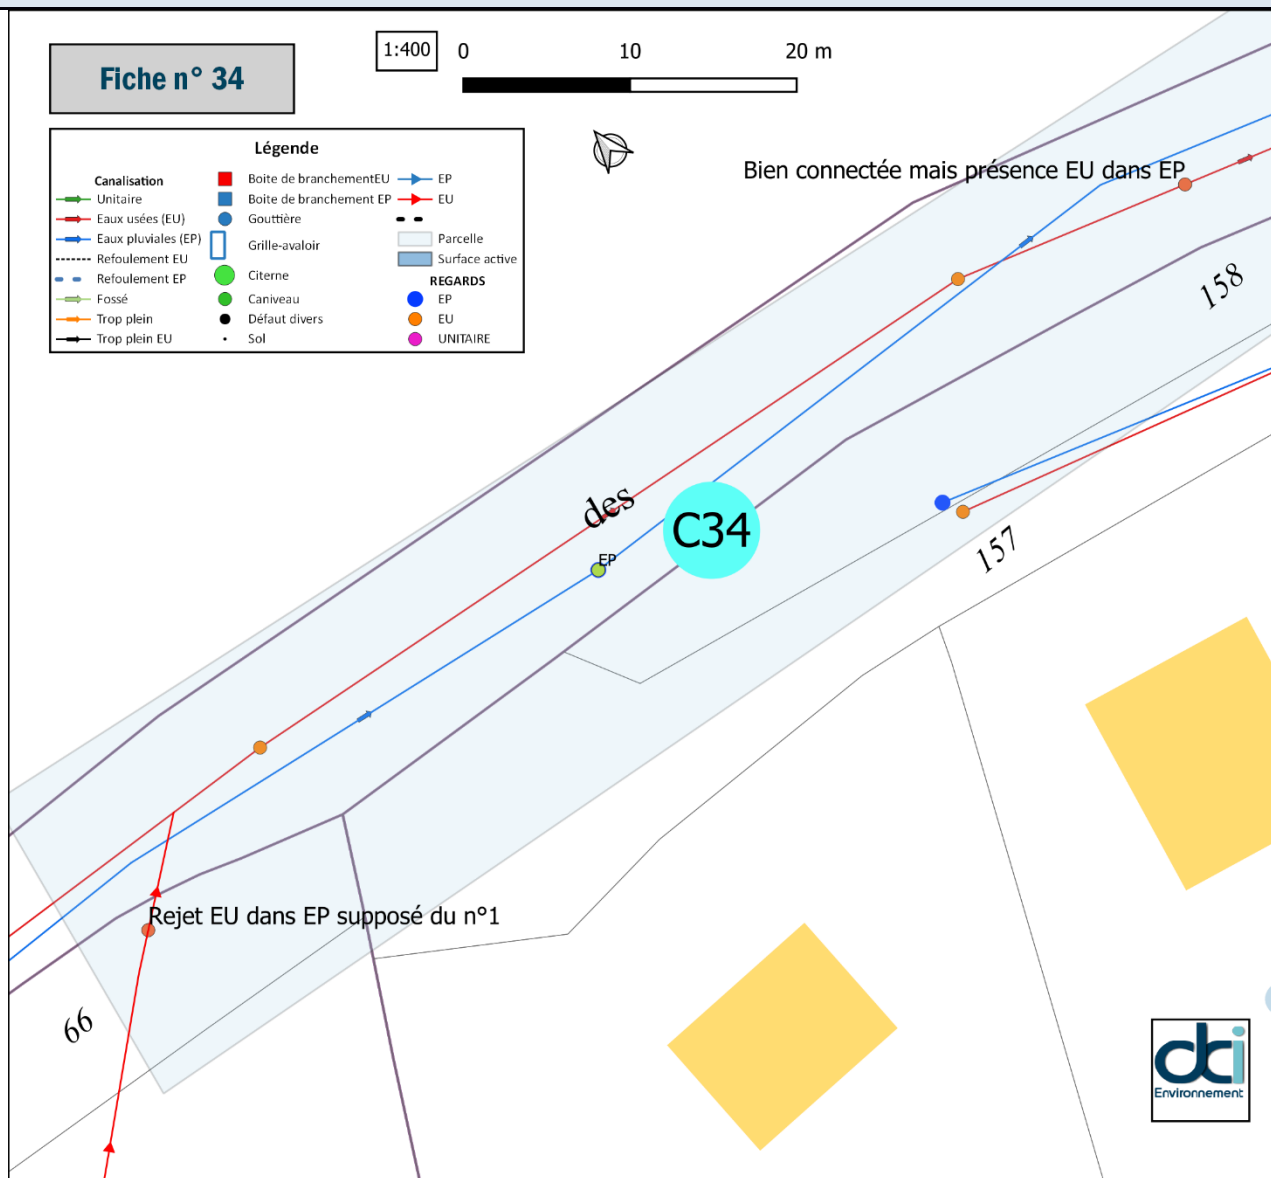 Fiche n° 34
1:400
0 10 20 m
Légende
Canalisation
Unitaire
Eaux usées (EU)
Eaux pluviales (EP)
Refoulement EU
Refoulement EP
Fossé
Trop plein
Trop plein EU
Boite de branchementEU
Boite de branchement EP
Gouttière
Grille-avaloir
Citerne
Caniveau
Défaut divers
Sol
EP
EU
Parcelle
Surface active
REGARDS
EP
EU
UNITAIRE
Bien connectée mais présence EU dans EP
158
des
C34
EP
157
Rejet EU dans EP supposé du n°1
66
dci
Environnement